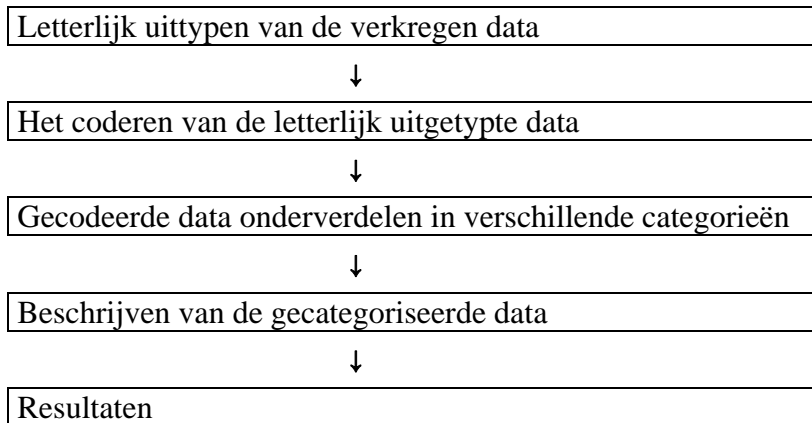 Letterlijk uittypen van de verkregen data
↓
Het coderen van de letterlijk uitgetypte data
↓
Gecodeerde data onderverdelen in verschillende categorieën
↓
Beschrijven van de gecategoriseerde data
↓
Resultaten